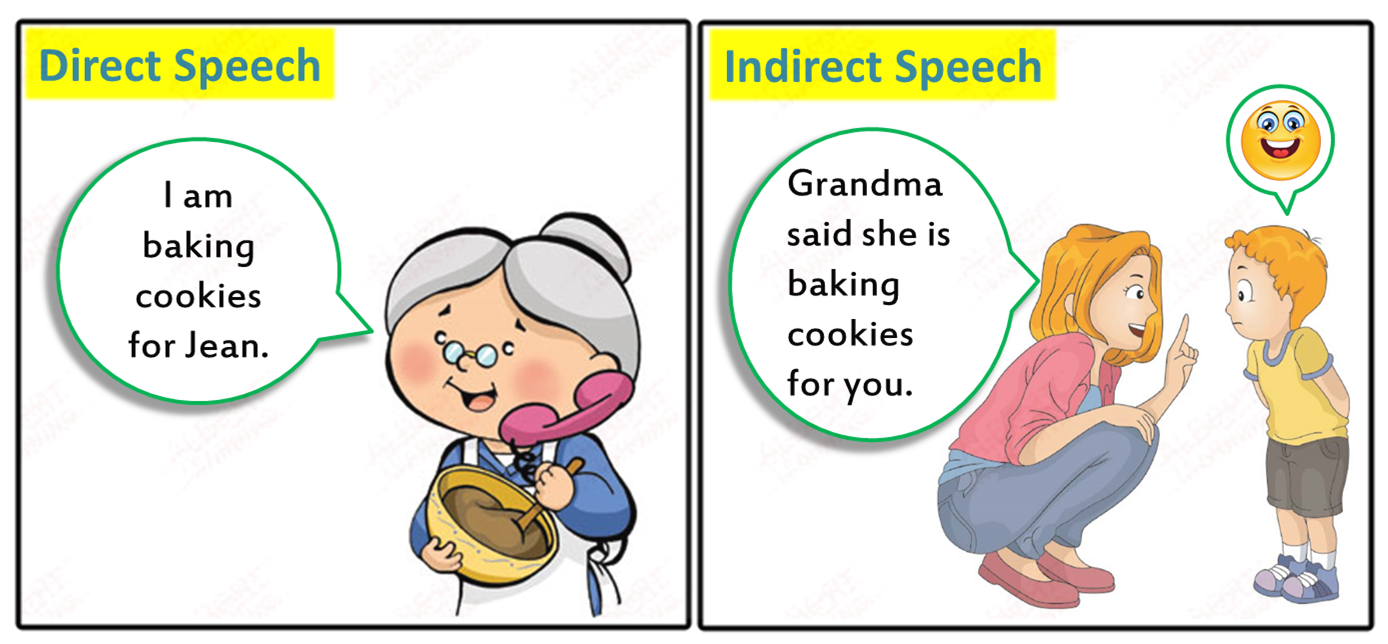 Direct Speech
I am
baking
cookies
for Jean.
Indirect Speech
Grandma
said she is
baking
cookies
for you.